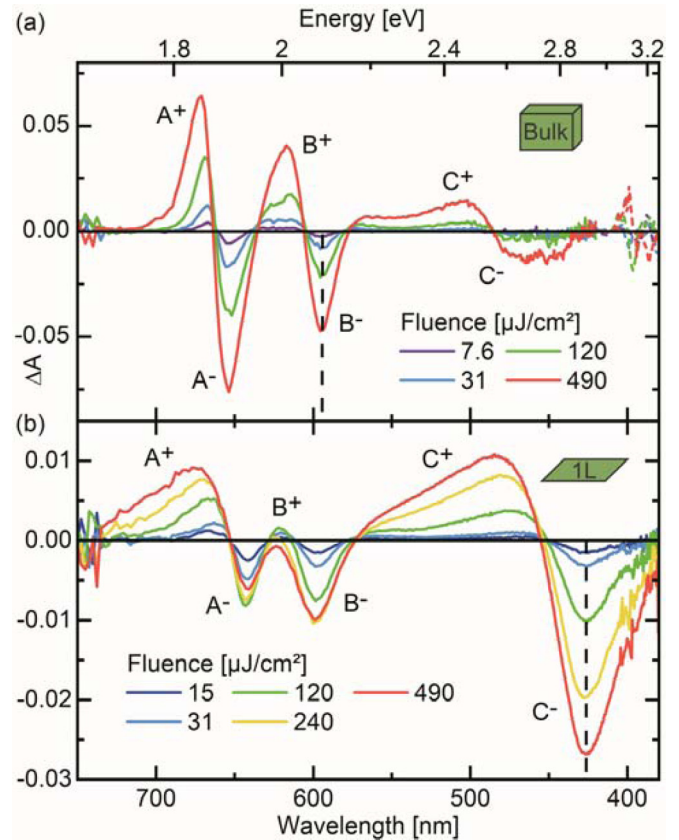 (a)
Energy [eV]
1.8 2 2.4 2.8 3.2
A⁺ B⁺ C⁺
Bulk
0.05
0.00
-0.05
ΔA
A⁻ B⁻ C⁻
Fluence [µJ/cm²]
7.6 120
31 490
(b)
0.01
0.00
-0.01
-0.02
-0.03
A⁺ B⁺ C⁺
1L
A⁻ B⁻ C⁻
Fluence [µJ/cm²]
15 120 490
31 240
700 600 500 400
Wavelength [nm]